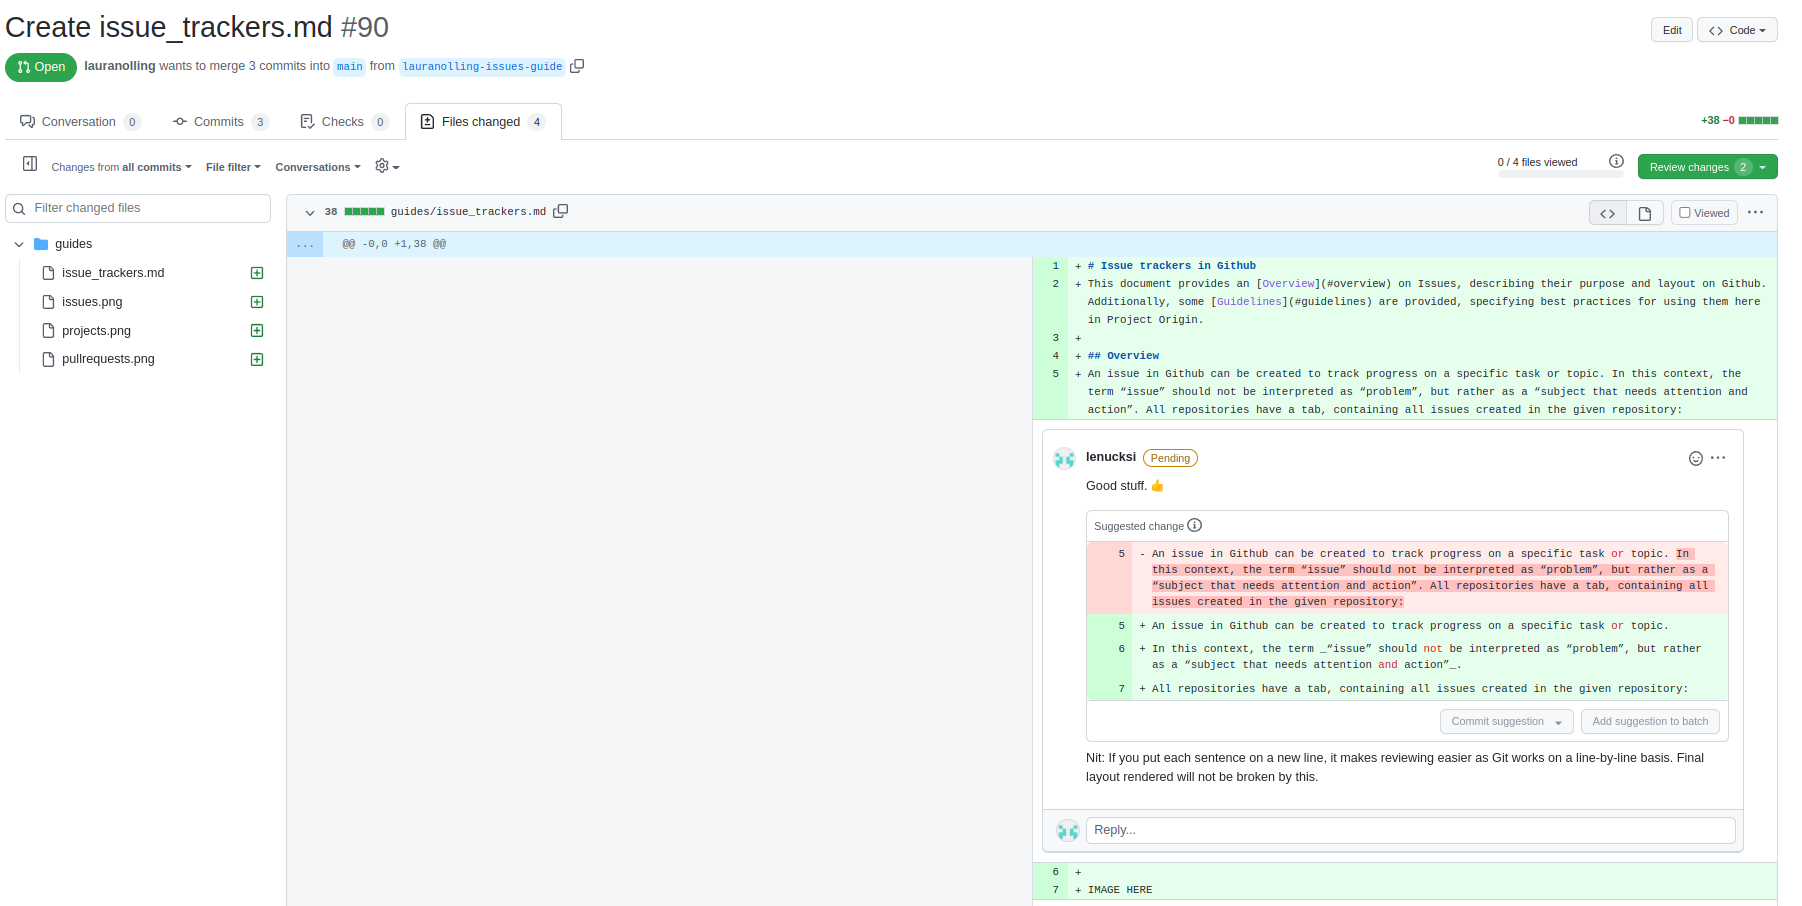 Create issue_trackers.md #90
Edit
<> Code
Open
lauranolling wants to merge 3 commits into main from lauranolling-issues-guide
Conversation 0
Commits 3
Checks 0
Files changed 4
+38 −0
Changes from all commits
File filter
Conversations
0 / 4 files viewed
Review changes 2
Filter changed files
guides
issue_trackers.md
issues.png
projects.png
pullrequests.png
38 guides/issue_trackers.md
Viewed
... @@ -0,0 +1,38 @@
1 + # Issue trackers in Github
2 + This document provides an [Overview](#overview) on Issues, describing their purpose and layout on Github.
Additionally, some [Guidelines](#guidelines) are provided, specifying best practices for using them here
in Project Origin.
3 +
4 + ## Overview
5 + An issue in Github can be created to track progress on a specific task or topic. In this context, the
term “issue” should not be interpreted as “problem”, but rather as a “subject that needs attention and
action”. All repositories have a tab, containing all issues created in the given repository:
lenucksi Pending
Good stuff. 👍
Suggested change
5 - An issue in Github can be created to track progress on a specific task or topic. In
this context, the term “issue” should not be interpreted as “problem”, but rather as a
“subject that needs attention and action”. All repositories have a tab, containing all
issues created in the given repository:
5 + An issue in Github can be created to track progress on a specific task or topic.
6 + In this context, the term _“issue” should not be interpreted as “problem”, but rather
as a “subject that needs attention and action”_.
7 + All repositories have a tab, containing all issues created in the given repository:
Commit suggestion
Add suggestion to batch
Nit: If you put each sentence on a new line, it makes reviewing easier as Git works on a line-by-line basis. Final
layout rendered will not be broken by this.
Reply...
6 +
7 + IMAGE HERE